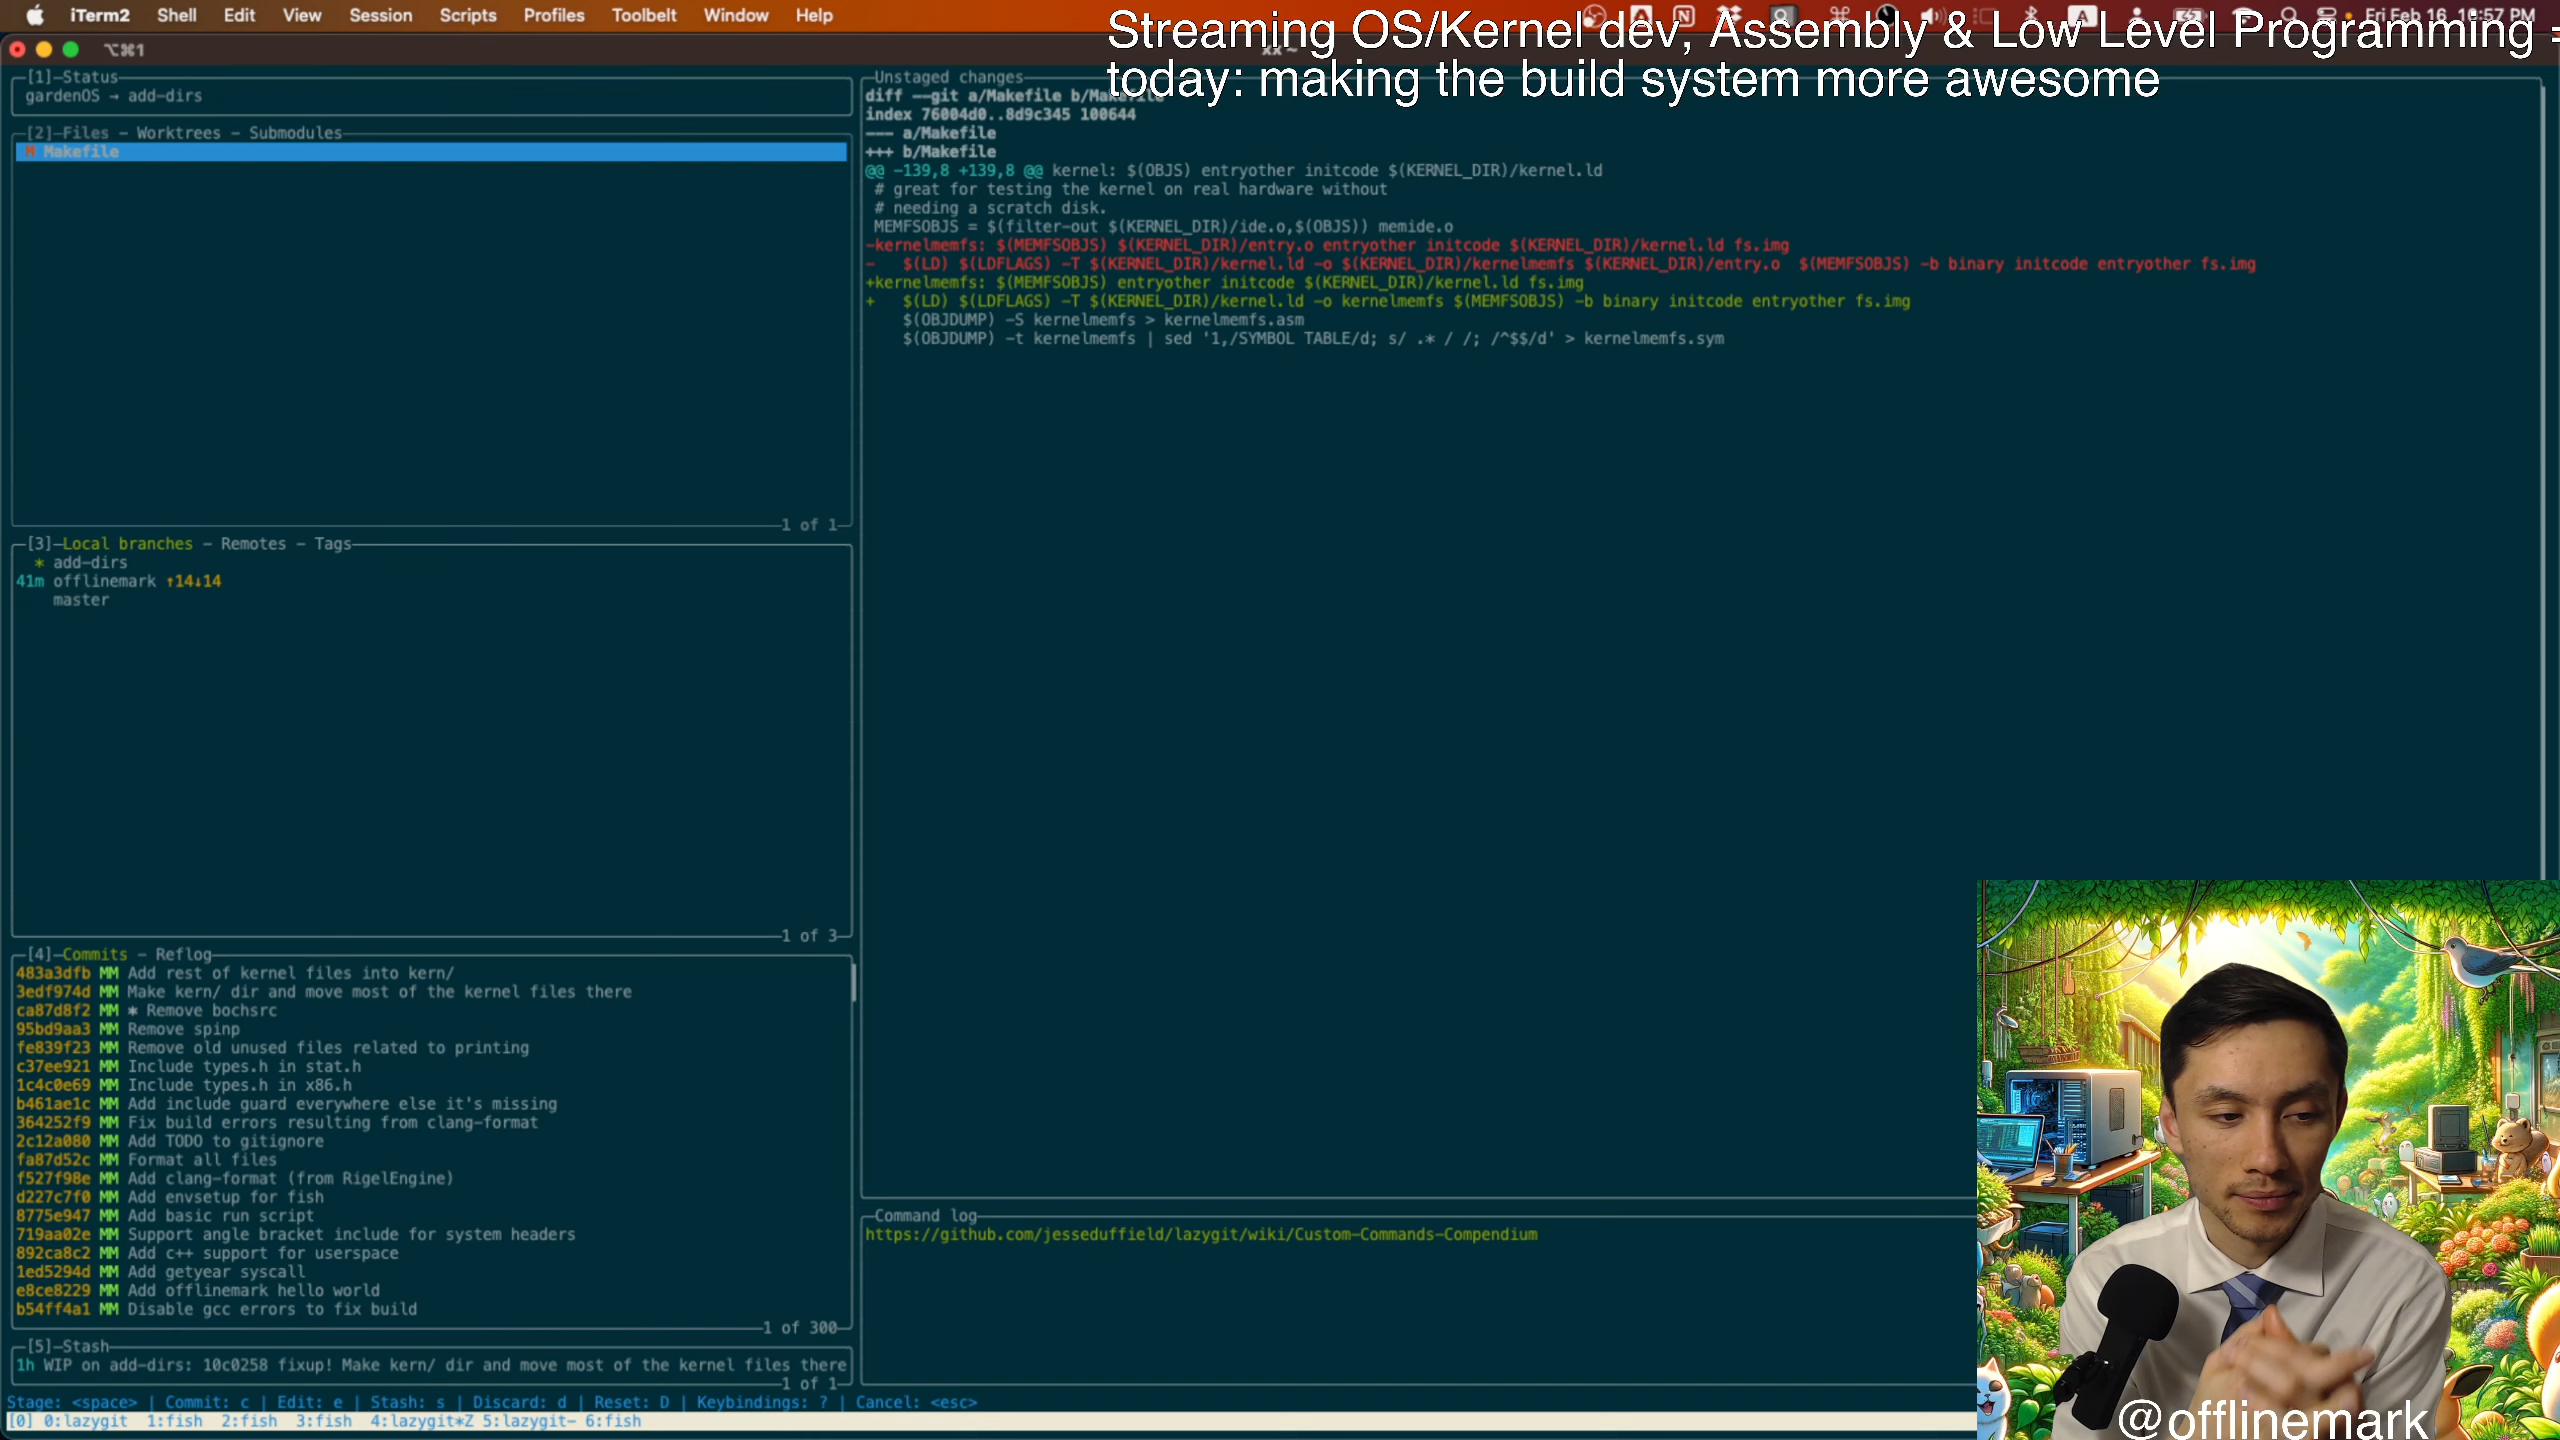 iTerm2 Shell Edit View Session Scripts Profiles Toolbelt Window Help
Fri Feb 16
Streaming OS/Kernel dev, Assembly & Low Level Programming
today: making the build system more awesome
⌥⌘1
[1]-Status
gardenOS → add-dirs
[2]-Files - Worktrees - Submodules
M Makefile
1 of 1
[3]-Local branches - Remotes - Tags
* add-dirs
41m offlinemark ↑14↓14
master
1 of 3
[4]-Commits - Reflog
483a3dfb MM Add rest of kernel files into kern/
3edf974d MM Make kern/ dir and move most of the kernel files there
ca87d8f2 MM * Remove bochsrc
95bd9aa3 MM Remove spinp
fe839f23 MM Remove old unused files related to printing
c37ee921 MM Include types.h in stat.h
1c4c0e69 MM Include types.h in x86.h
b461ae1c MM Add include guard everywhere else it's missing
364252f9 MM Fix build errors resulting from clang-format
2c12a080 MM Add TODO to gitignore
fa87d52c MM Format all files
f527f98e MM Add clang-format (from RigelEngine)
d227c7f0 MM Add envsetup for fish
8775e947 MM Add basic run script
719aa02e MM Support angle bracket include for system headers
892ca8c2 MM Add c++ support for userspace
1ed5294d MM Add getyear syscall
e8ce8229 MM Add offlinemark hello world
b54ff4a1 MM Disable gcc errors to fix build
1 of 300
[5]-Stash
1h WIP on add-dirs: 10c0258 fixup! Make kern/ dir and move most of the kernel files there
1 of 1
Unstaged changes
diff --git a/Makefile b/Makefile
index 76004d0..8d9c345 100644
--- a/Makefile
+++ b/Makefile
@@ -139,8 +139,8 @@ kernel: $(OBJS) entryother initcode $(KERNEL_DIR)/kernel.ld
# great for testing the kernel on real hardware without
# needing a scratch disk.
MEMFSOBJS = $(filter-out $(KERNEL_DIR)/ide.o,$(OBJS)) memide.o
-kernelmemfs: $(MEMFSOBJS) $(KERNEL_DIR)/entry.o entryother initcode $(KERNEL_DIR)/kernel.ld fs.img
- $(LD) $(LDFLAGS) -T $(KERNEL_DIR)/kernel.ld -o $(KERNEL_DIR)/kernelmemfs $(KERNEL_DIR)/entry.o $(MEMFSOBJS) -b binary initcode entryother fs.img
+kernelmemfs: $(MEMFSOBJS) entryother initcode $(KERNEL_DIR)/kernel.ld fs.img
+ $(LD) $(LDFLAGS) -T $(KERNEL_DIR)/kernel.ld -o kernelmemfs $(MEMFSOBJS) -b binary initcode entryother fs.img
$(OBJDUMP) -S kernelmemfs > kernelmemfs.asm
$(OBJDUMP) -t kernelmemfs | sed '1,/SYMBOL TABLE/d; s/ .* / /; /^$$/d' > kernelmemfs.sym
Command log
https://github.com/jesseduffield/lazygit/wiki/Custom-Commands-Compendium
Stage: <space> | Commit: c | Edit: e | Stash: s | Discard: d | Reset: D | Keybindings: ? | Cancel: <esc>
[0] 0:lazygit 1:fish 2:fish 3:fish 4:lazygit*Z 5:lazygit- 6:fish
@offlinemark